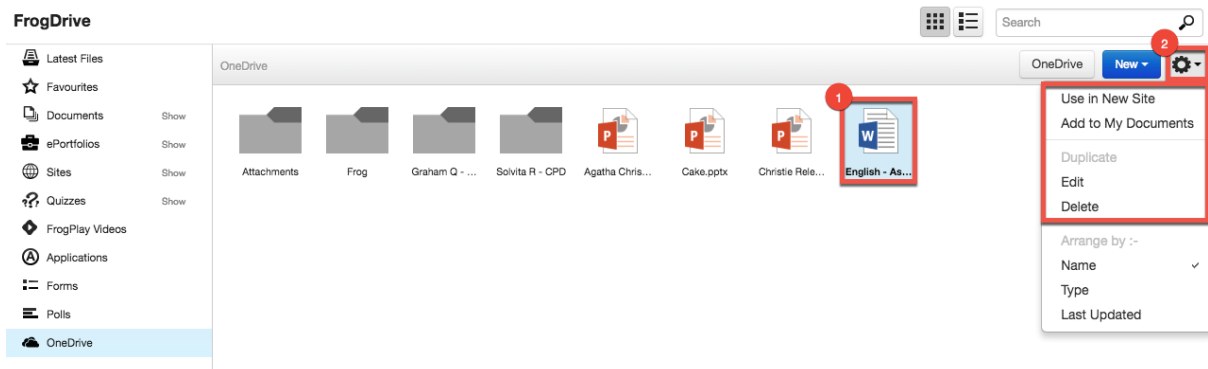 FrogDrive
Search
Latest Files
Favourites
Documents Show
ePortfolios Show
Sites Show
Quizzes Show
FrogPlay Videos
Applications
Forms
Polls
OneDrive
OneDrive
OneDrive New
2
1
Attachments Frog Graham Q - ... Solvita R - CPD Agatha Chris... Cake.pptx Christie Rele... English - As...
Use in New Site
Add to My Documents
Duplicate
Edit
Delete
Arrange by :-
Name
Type
Last Updated